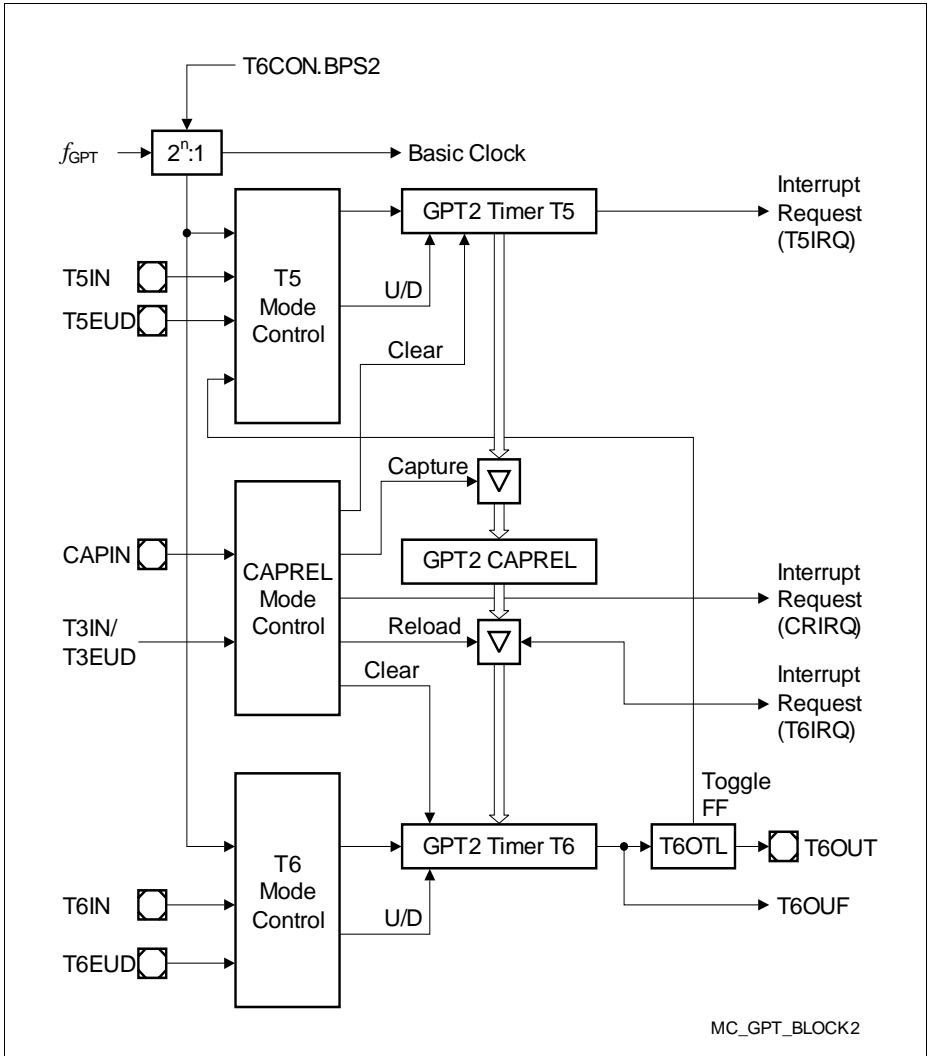 T6CON.BPS2
fGPT
2n:1
Basic Clock
GPT2 Timer T5
Interrupt
Request
(T5IRQ)
T5IN
T5
Mode
Control
U/D
T5EUD
Clear
Capture
CAPIN
GPT2 CAPREL
CAPREL
Mode
Control
Interrupt
Request
(CRIRQ)
T3IN/
T3EUD
Reload
Clear
Interrupt
Request
(T6IRQ)
Toggle
FF
GPT2 Timer T6
T6OTL
T6OUT
T6
Mode
Control
T6IN
U/D
T6OUF
T6EUD
MC_GPT_BLOCK2